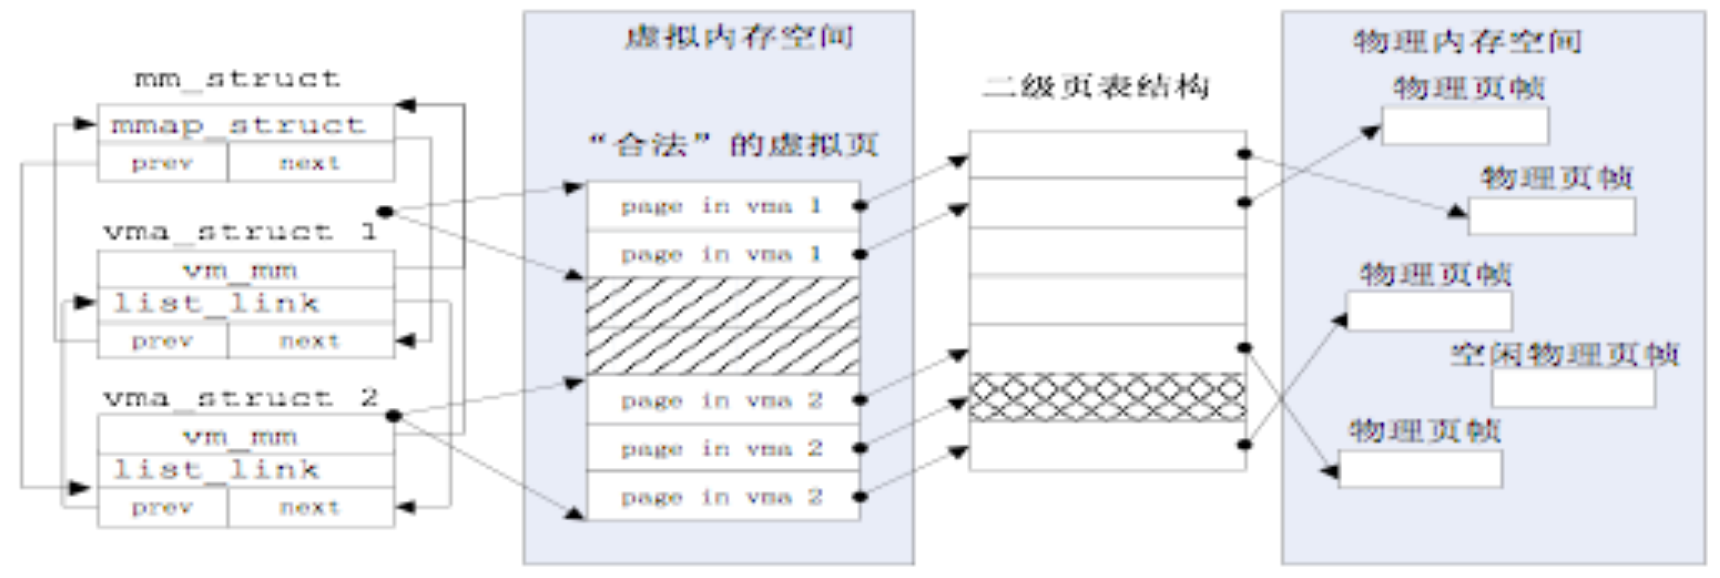 mm_struct
mmap_struct
prev
next
vma_struct 1
vm_mm
list_link
prev
next
vma_struct 2
vm_mm
list_link
prev
next
虚拟内存空间
“合法”的虚拟页
page in vma 1
page in vma 1
page in vma 2
page in vma 2
page in vma 2
二级页表结构
物理内存空间
物理页帧
物理页帧
物理页帧
空闲物理页帧
物理页帧